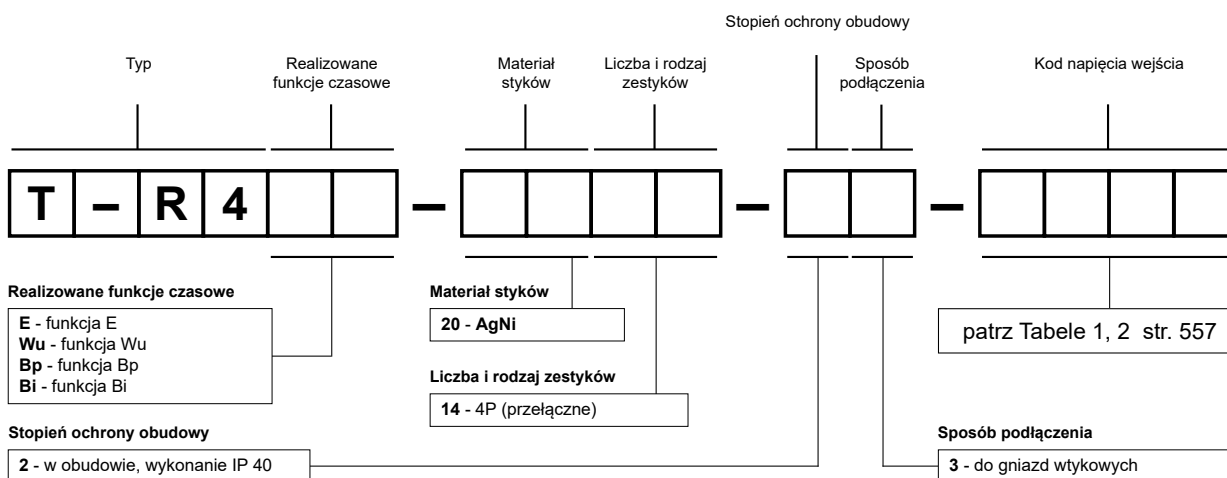 Stopień ochrony obudowy
Typ
Realizowane
funkcje czasowe
Materiał
styków
Liczba i rodzaj
zestyków
Sposób
podłączenia
Kod napięcia wejścia
T – R 4 – – –
Realizowane funkcje czasowe
E - funkcja E
Wu - funkcja Wu
Bp - funkcja Bp
Bi - funkcja Bi
Materiał styków
20 - AgNi
patrz Tabele 1, 2 str. 557
Liczba i rodzaj zestyków
14 - 4P (przełączne)
Stopień ochrony obudowy
2 - w obudowie, wykonanie IP 40
Sposób podłączenia
3 - do gniazd wtykowych